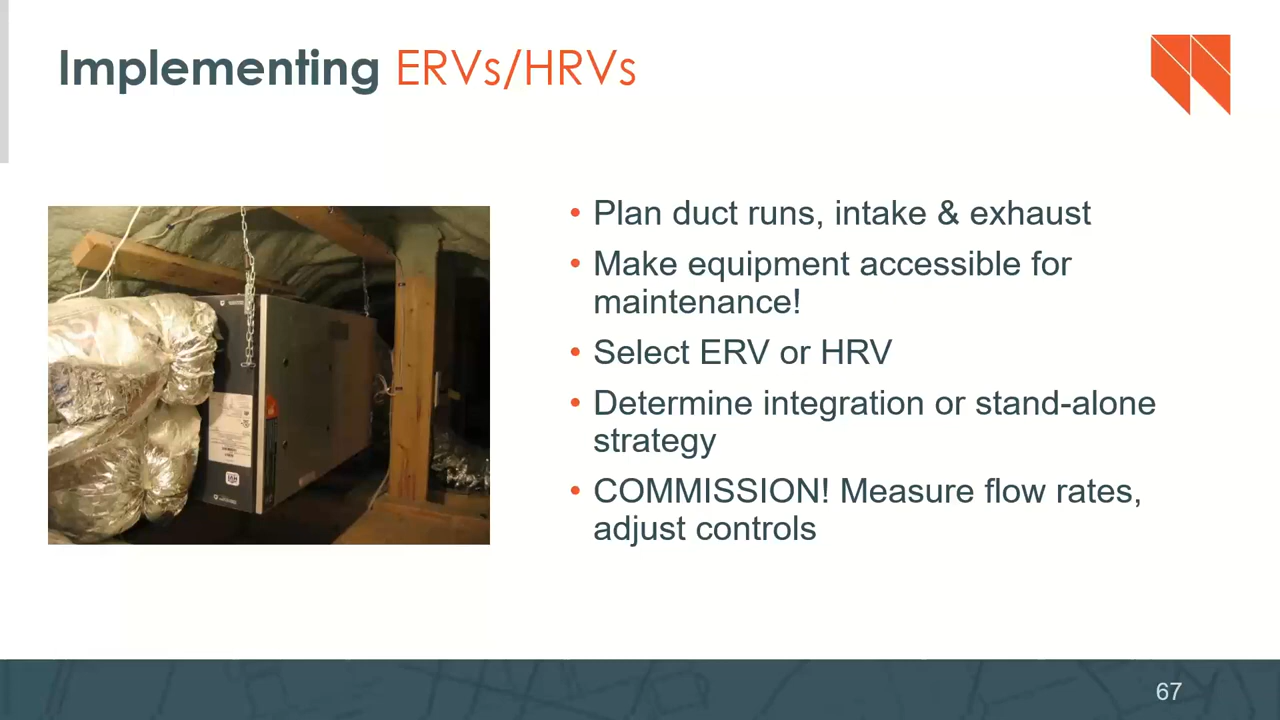 Implementing ERVs/HRVs
• Plan duct runs, intake & exhaust
• Make equipment accessible for
maintenance!
• Select ERV or HRV
• Determine integration or stand-alone
strategy
• COMMISSION! Measure flow rates,
adjust controls
67